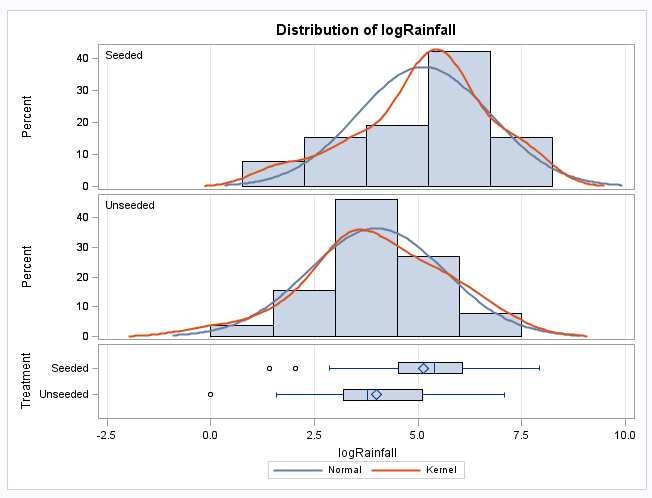 Distribution of logRainfall
Seeded
Percent
40
30
20
10
0
Unseeded
Percent
40
30
20
10
0
Treatment
Seeded
Unseeded
-2.5 0.0 2.5 5.0 7.5 10.0
logRainfall
Normal Kernel